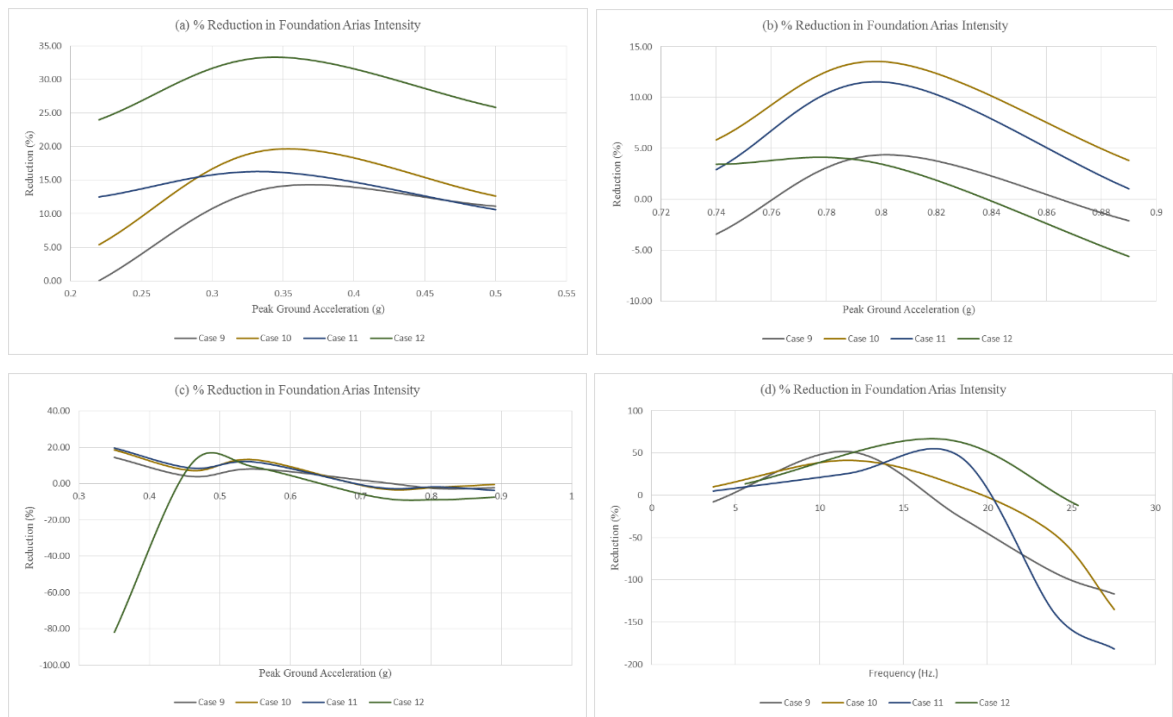 (a) % Reduction in Foundation Arias Intensity
35.00
30.00
25.00
20.00
15.00
10.00
5.00
0.00
Reduction (%)
0.2 0.25 0.3 0.35 0.4 0.45 0.5 0.55
Peak Ground Acceleration (g)
Case 9 Case 10 Case 11 Case 12
(b) % Reduction in Foundation Arias Intensity
15.00
10.00
5.00
0.00
-5.00
-10.00
Reduction (%)
0.72 0.74 0.76 0.78 0.8 0.82 0.84 0.86 0.88 0.9
Peak Ground Acceleration (g)
Case 9 Case 10 Case 11 Case 12
(c) % Reduction in Foundation Arias Intensity
40.00
20.00
0.00
-20.00
-40.00
-60.00
-80.00
-100.00
Reduction (%)
0.3 0.4 0.5 0.6 0.7 0.8 0.9 1
Peak Ground Acceleration (g)
Case 9 Case 10 Case 11 Case 12
(d) % Reduction in Foundation Arias Intensity
100
50
0
-50
-100
-150
-200
Reduction (%)
0 5 10 15 20 25 30
Frequency (Hz.)
Case 9 Case 10 Case 11 Case 12